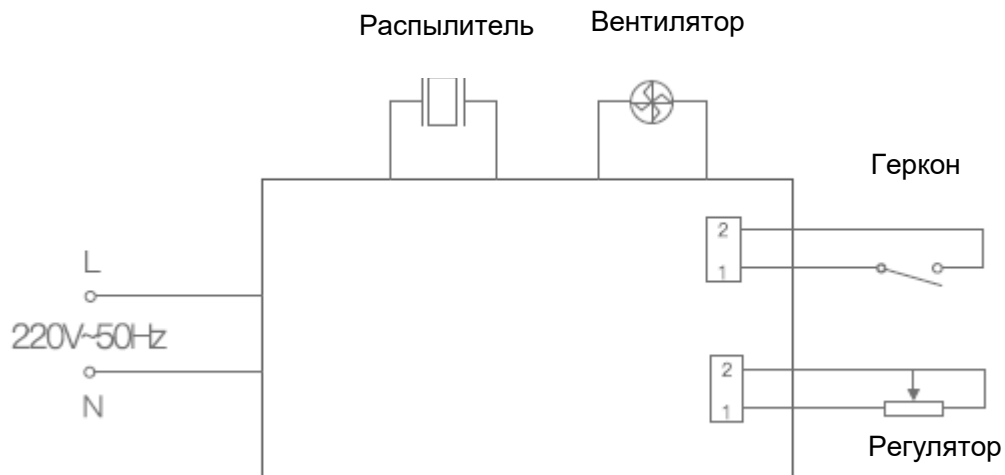 Распылитель
Вентилятор
Геркон
2
1
L
220V~50Hz
N
2
1
Регулятор